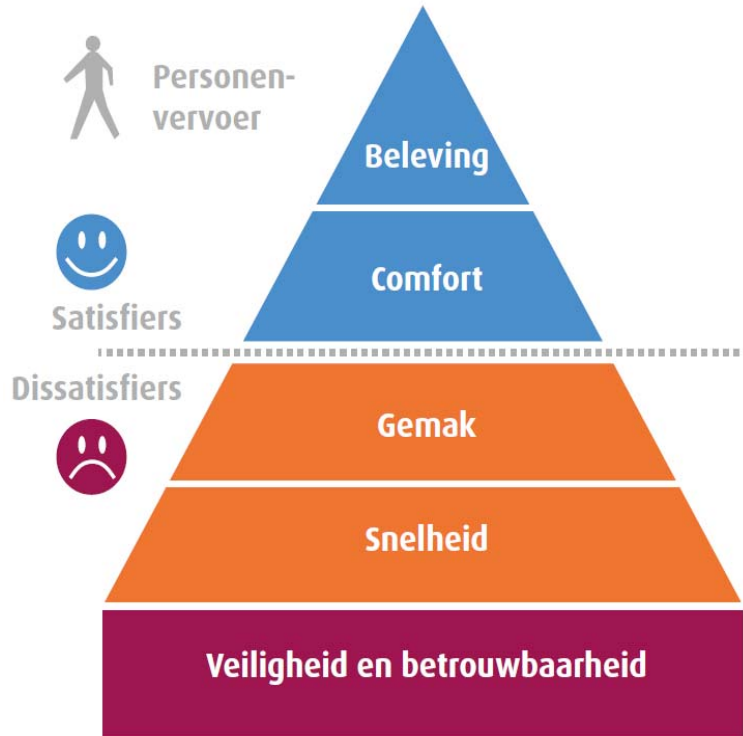 Personen-
vervoer
Beleving
Comfort
Satisfiers
Dissatisfiers
Gemak
Snelheid
Veiligheid en betrouwbaarheid